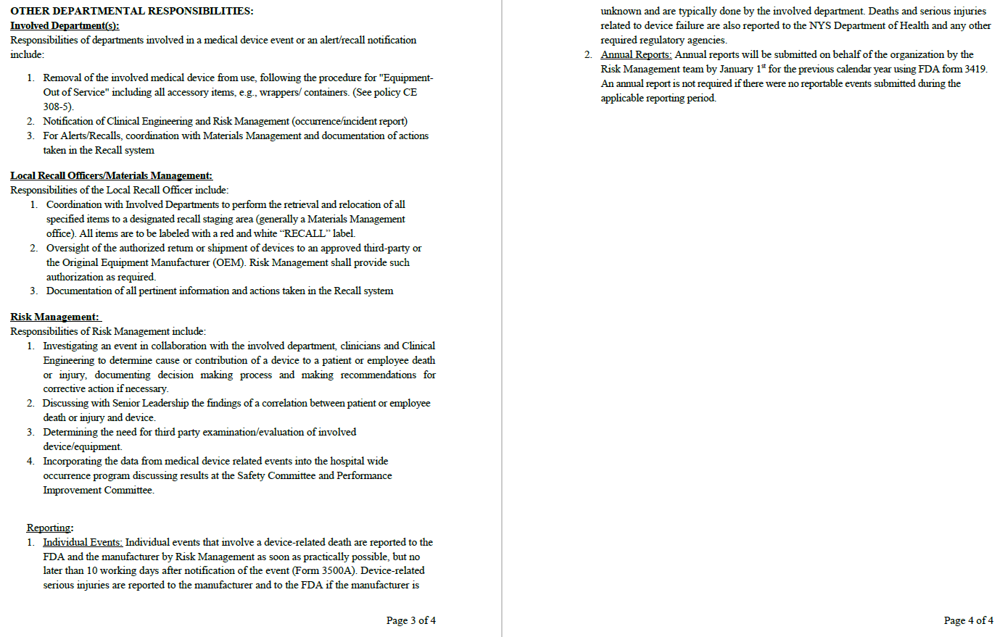 OTHER DEPARTMENTAL RESPONSIBILITIES:
Involved Department(s):
Responsibilities of departments involved in a medical device event or an alert/recall notification
include:
1. Removal of the involved medical device from use, following the procedure for "Equipment-
Out of Service" including all accessory items, e.g., wrappers/ containers. (See policy CE
308-5).
2. Notification of Clinical Engineering and Risk Management (occurrence/incident report)
3. For Alerts/Recalls, coordination with Materials Management and documentation of actions
taken in the Recall system
Local Recall Officers/Materials Management:
Responsibilities of the Local Recall Officer include:
1. Coordination with Involved Departments to perform the retrieval and relocation of all
specified items to a designated recall staging area (generally a Materials Management
office). All items are to be labeled with a red and white “RECALL” label.
2. Oversight of the authorized return or shipment of devices to an approved third-party or
the Original Equipment Manufacturer (OEM). Risk Management shall provide such
authorization as required.
3. Documentation of all pertinent information and actions taken in the Recall system
Risk Management:
Responsibilities of Risk Management include:
1. Investigating an event in collaboration with the involved department, clinicians and Clinical
Engineering to determine cause or contribution of a device to a patient or employee death
or injury, documenting decision making process and making recommendations for
corrective action if necessary.
2. Discussing with Senior Leadership the findings of a correlation between patient or employee
death or injury and device.
3. Determining the need for third party examination/evaluation of involved
device/equipment.
4. Incorporating the data from medical device related events into the hospital wide
occurrence program discussing results at the Safety Committee and Performance
Improvement Committee.
Reporting:
1. Individual Events: Individual events that involve a device-related death are reported to the
FDA and the manufacturer by Risk Management as soon as practically possible, but no
later than 10 working days after notification of the event (Form 3500A). Device-related
serious injuries are reported to the manufacturer and to the FDA if the manufacturer is
Page 3 of 4
unknown and are typically done by the involved department. Deaths and serious injuries
related to device failure are also reported to the NYS Department of Health and any other
required regulatory agencies.
2. Annual Reports: Annual reports will be submitted on behalf of the organization by the
Risk Management team by January 1st for the previous calendar year using FDA form 3419.
An annual report is not required if there were no reportable events submitted during the
applicable reporting period.
Page 4 of 4